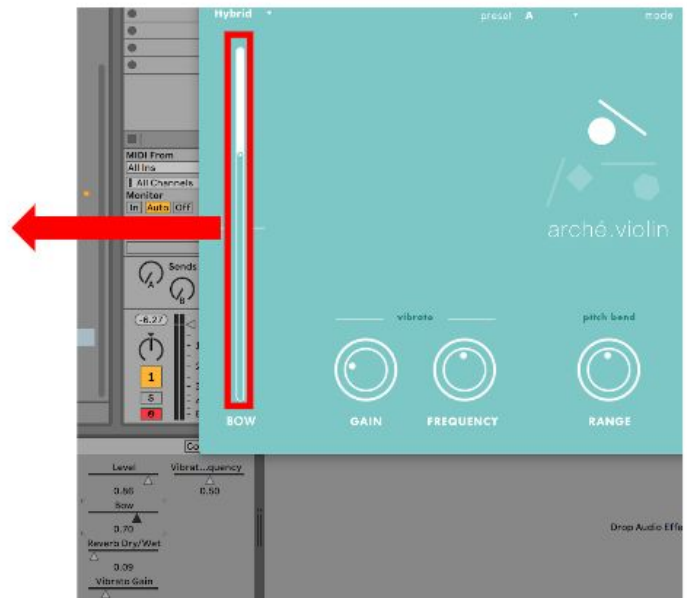 Hybrid
preset A
mode
MIDI From
All Ins
All Channels
Monitor
In Auto Off
arché.violin
Sends
A
B
-6.27
vibrato
pitch bend
1
S
BOW
GAIN
FREQUENCY
RANGE
Co
Level
Vibrat...quency
0.86
0.50
Bow
0.70
Drop Audio Effe
Reverb Dry/Wet
0.09
Vibrato Gain